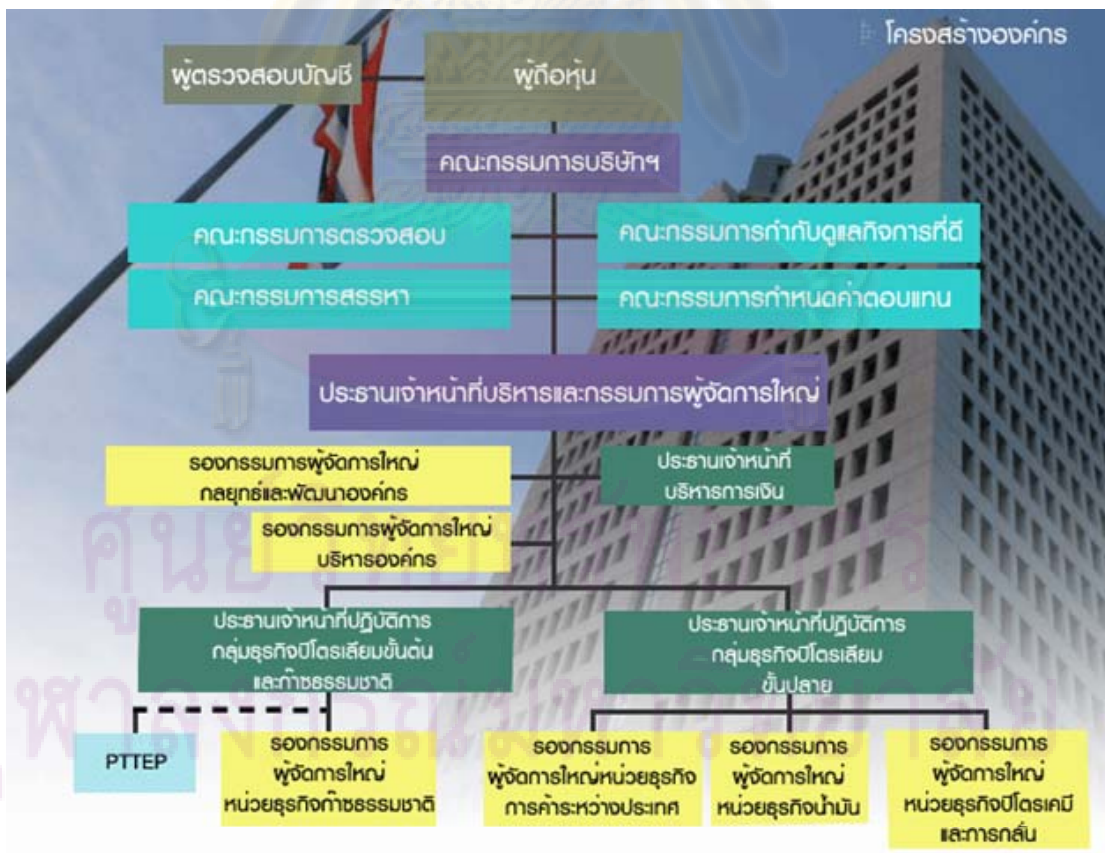 โครงสร้างองค์กร
ผู้ตรวจสอบบัญชี
ผู้ถือหุ้น
คณะกรรมการบริษัทฯ
คณะกรรมการตรวจสอบ
คณะกรรมการกำกับดูแลกิจการที่ดี
คณะกรรมการสรรหา
คณะกรรมการกำหนดค่าตอบแทน
ประธานเจ้าหน้าที่บริหารและกรรมการผู้จัดการใหญ่
รองกรรมการผู้จัดการใหญ่
กลยุทธ์และพัฒนาองค์กร
ประธานเจ้าหน้าที่
บริหารการเงิน
รองกรรมการผู้จัดการใหญ่
บริหารองค์กร
ประธานเจ้าหน้าที่ปฏิบัติการ
กลุ่มธุรกิจปิโตรเลียมขั้นต้น
และก๊าซธรรมชาติ
ประธานเจ้าหน้าที่ปฏิบัติการ
กลุ่มธุรกิจปิโตรเลียม
ขั้นปลาย
PTTEP
รองกรรมการ
ผู้จัดการใหญ่
หน่วยธุรกิจก๊าซธรรมชาติ
รองกรรมการ
ผู้จัดการใหญ่หน่วยธุรกิจ
การค้าระหว่างประเทศ
รองกรรมการ
ผู้จัดการใหญ่
หน่วยธุรกิจน้ำมัน
รองกรรมการ
ผู้จัดการใหญ่
หน่วยธุรกิจปิโตรเคมี
และการกลั่น